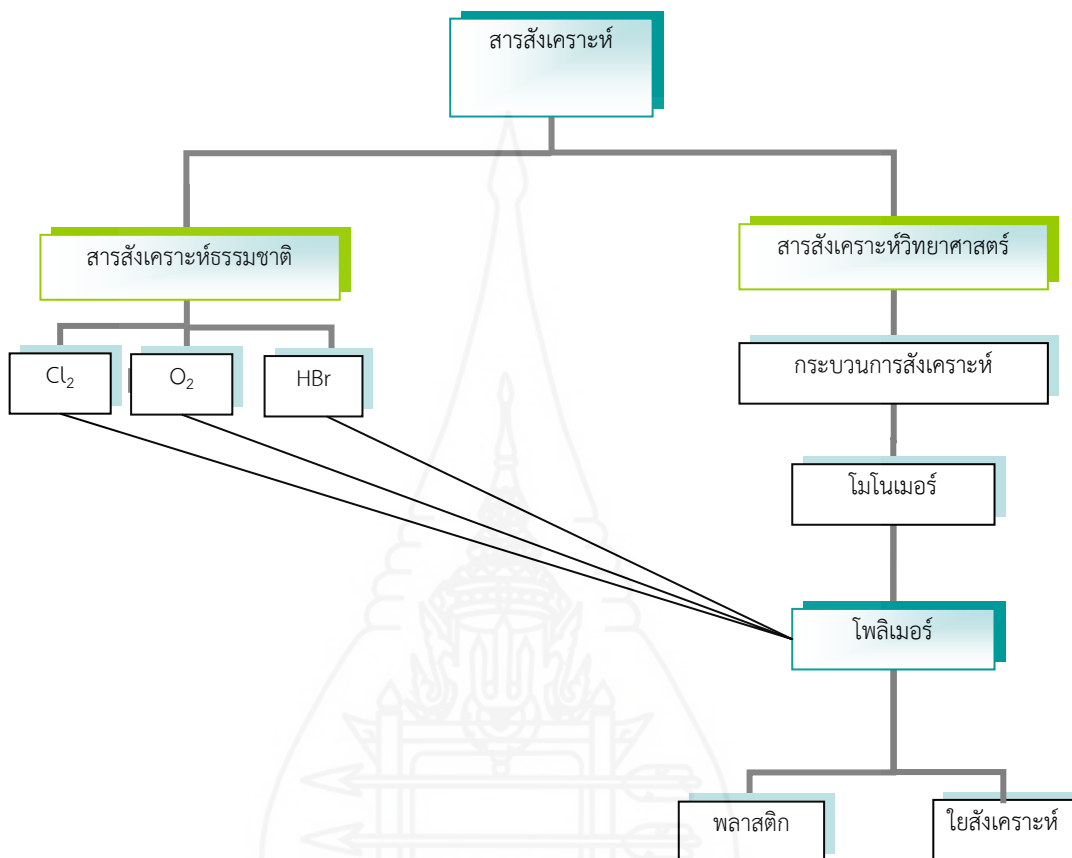 สารสังเคราะห์
สารสังเคราะห์ธรรมชาติ
สารสังเคราะห์วิทยาศาสตร์
Cl₂
O₂
HBr
กระบวนการสังเคราะห์
โมโนเมอร์
โพลิเมอร์
พลาสติก
ใยสังเคราะห์